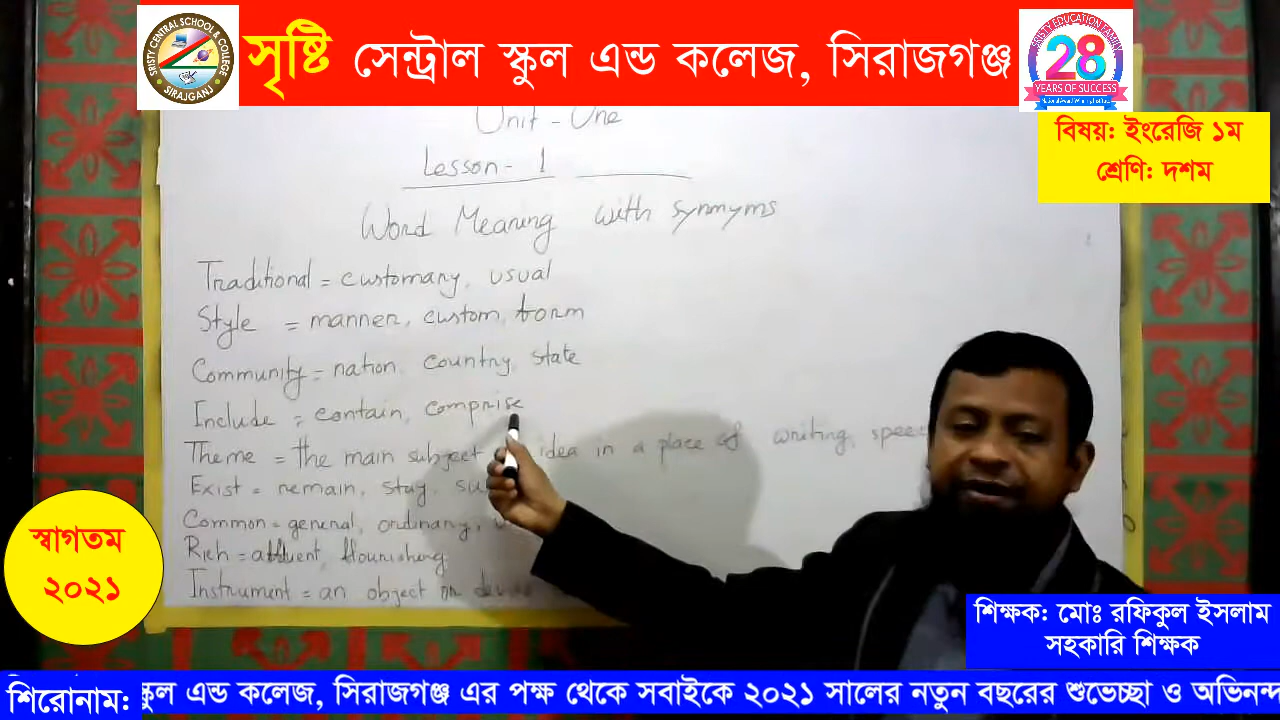 SRISTY CENTRAL SCHOOL & COLLEGE
SIRAJGANJ
সৃষ্টি সেন্ট্রাল স্কুল এন্ড কলেজ, সিরাজগঞ্জ
SRISTY EDUCATION FAMILY
28
YEARS OF SUCCESS
বিষয়: ইংরেজি ১ম
শ্রেণি: দশম
Unit - One
Lesson - 1
Word Meaning with synmyms
Traditional = customary, usual
Style = manner, custom, form
Community = nation, country, state
Include = contain, comprise
Theme = the main subject idea in a place of writing,
Exist = remain, stay,
Common = general, ordinary,
Rich = affluent, flourishing
Instrument = an object or
স্বাগতম
২০২১
শিক্ষক: মোঃ রফিকুল ইসলাম
সহকারি শিক্ষক
শিরোনাম: স্কুল এন্ড কলেজ, সিরাজগঞ্জ এর পক্ষ থেকে সবাইকে ২০২১ সালের নতুন বছরের শুভেচ্ছা ও অভিনন্দ